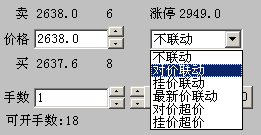 卖 2638.0 6 涨停 2949.0
价格 2638.0 不联动
买 2637.6 8 不联动
对价联动
挂价联动
手数 1 最新价联动 0
对价超价
可开手数:18 挂价超价